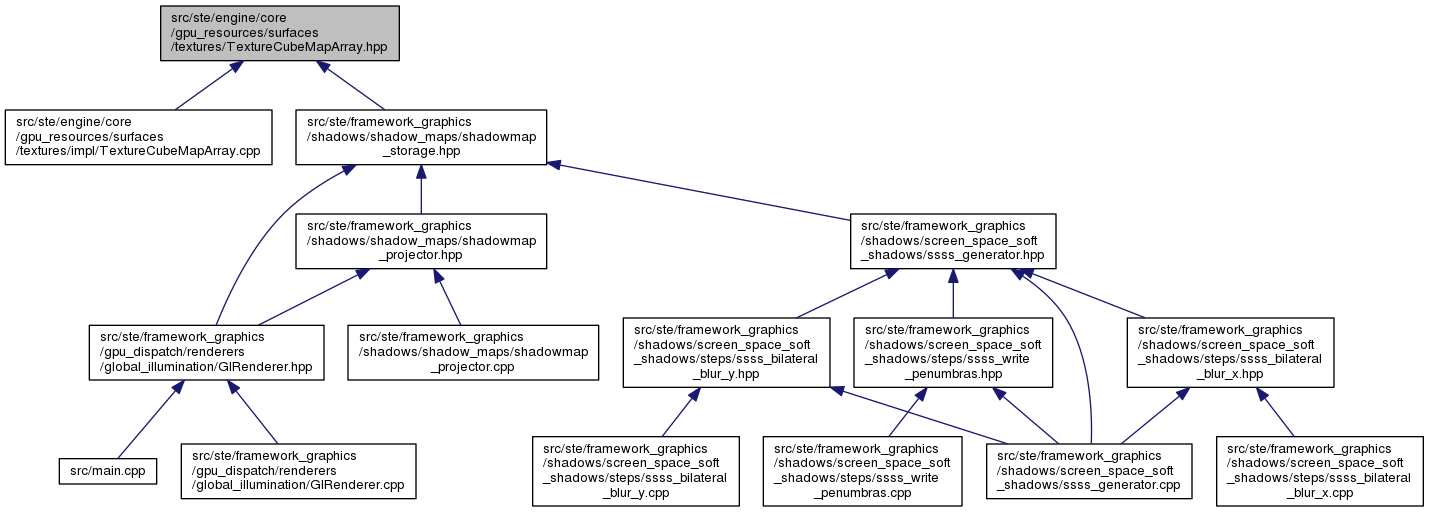 src/ste/engine/core
/gpu_resources/surfaces
/textures/TextureCubeMapArray.hpp
src/ste/engine/core
/gpu_resources/surfaces
/textures/impl/TextureCubeMapArray.cpp
src/ste/framework_graphics
/shadows/shadow_maps/shadowmap
_storage.hpp
src/ste/framework_graphics
/shadows/shadow_maps/shadowmap
_projector.hpp
src/ste/framework_graphics
/shadows/screen_space_soft
_shadows/ssss_generator.hpp
src/ste/framework_graphics
/gpu_dispatch/renderers
/global_illumination/GIRenderer.hpp
src/ste/framework_graphics
/shadows/shadow_maps/shadowmap
_projector.cpp
src/ste/framework_graphics
/shadows/screen_space_soft
_shadows/steps/ssss_bilateral
_blur_y.hpp
src/ste/framework_graphics
/shadows/screen_space_soft
_shadows/steps/ssss_write
_penumbras.hpp
src/ste/framework_graphics
/shadows/screen_space_soft
_shadows/steps/ssss_bilateral
_blur_x.hpp
src/main.cpp
src/ste/framework_graphics
/gpu_dispatch/renderers
/global_illumination/GIRenderer.cpp
src/ste/framework_graphics
/shadows/screen_space_soft
_shadows/steps/ssss_bilateral
_blur_y.cpp
src/ste/framework_graphics
/shadows/screen_space_soft
_shadows/steps/ssss_write
_penumbras.cpp
src/ste/framework_graphics
/shadows/screen_space_soft
_shadows/ssss_generator.cpp
src/ste/framework_graphics
/shadows/screen_space_soft
_shadows/steps/ssss_bilateral
_blur_x.cpp